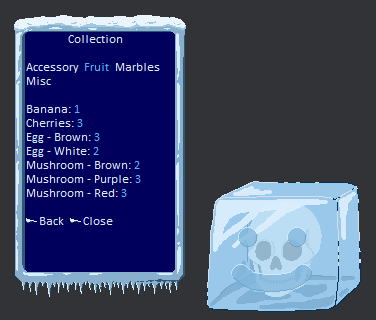 Collection
Accessory Fruit Marbles
Misc
Banana: 1
Cherries: 3
Egg - Brown: 3
Egg - White: 2
Mushroom - Brown: 2
Mushroom - Purple: 3
Mushroom - Red: 3
Back Close